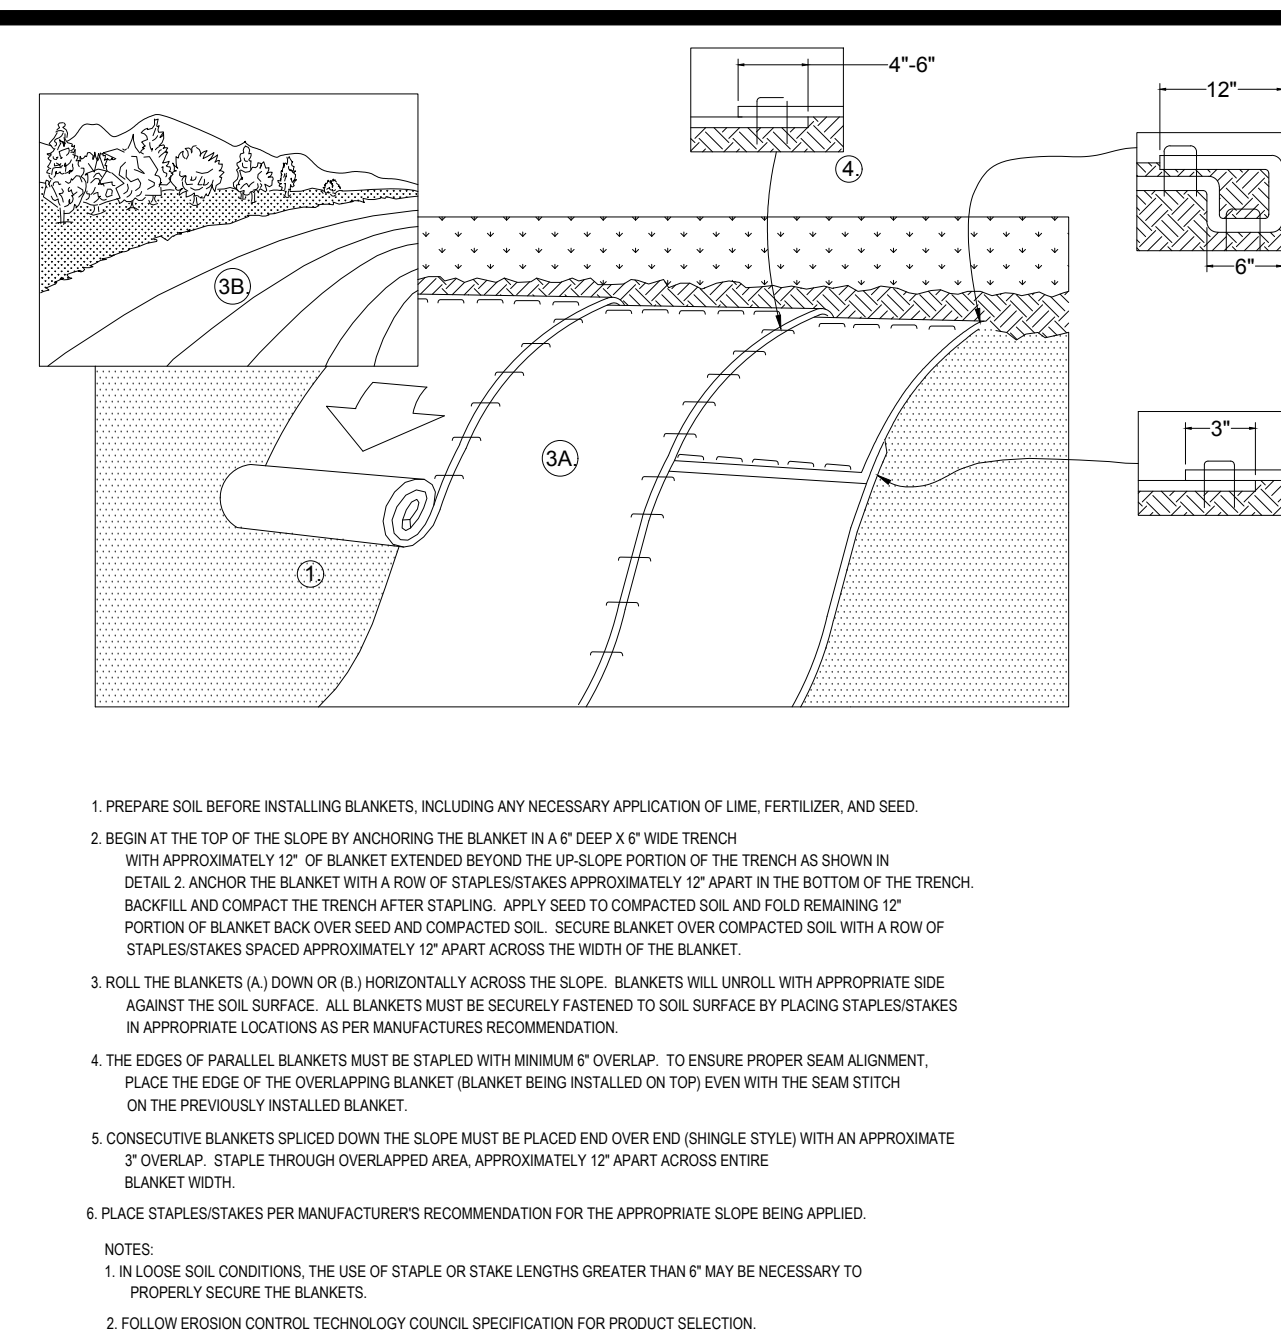 4"-6"
12"
4.
3B.
6"
3"
3A.
1.
1. PREPARE SOIL BEFORE INSTALLING BLANKETS, INCLUDING ANY NECESSARY APPLICATION OF LIME, FERTILIZER, AND SEED.
2. BEGIN AT THE TOP OF THE SLOPE BY ANCHORING THE BLANKET IN A 6" DEEP X 6" WIDE TRENCH
WITH APPROXIMATELY 12" OF BLANKET EXTENDED BEYOND THE UP-SLOPE PORTION OF THE TRENCH AS SHOWN IN
DETAIL 2. ANCHOR THE BLANKET WITH A ROW OF STAPLES/STAKES APPROXIMATELY 12" APART IN THE BOTTOM OF THE TRENCH.
BACKFILL AND COMPACT THE TRENCH AFTER STAPLING. APPLY SEED TO COMPACTED SOIL AND FOLD REMAINING 12"
PORTION OF BLANKET BACK OVER SEED AND COMPACTED SOIL. SECURE BLANKET OVER COMPACTED SOIL WITH A ROW OF
STAPLES/STAKES SPACED APPROXIMATELY 12" APART ACROSS THE WIDTH OF THE BLANKET.
3. ROLL THE BLANKETS (A.) DOWN OR (B.) HORIZONTALLY ACROSS THE SLOPE. BLANKETS WILL UNROLL WITH APPROPRIATE SIDE
AGAINST THE SOIL SURFACE. ALL BLANKETS MUST BE SECURELY FASTENED TO SOIL SURFACE BY PLACING STAPLES/STAKES
IN APPROPRIATE LOCATIONS AS PER MANUFACTURES RECOMMENDATION.
4. THE EDGES OF PARALLEL BLANKETS MUST BE STAPLED WITH MINIMUM 6" OVERLAP. TO ENSURE PROPER SEAM ALIGNMENT,
PLACE THE EDGE OF THE OVERLAPPING BLANKET (BLANKET BEING INSTALLED ON TOP) EVEN WITH THE SEAM STITCH
ON THE PREVIOUSLY INSTALLED BLANKET.
5. CONSECUTIVE BLANKETS SPLICED DOWN THE SLOPE MUST BE PLACED END OVER END (SHINGLE STYLE) WITH AN APPROXIMATE
3" OVERLAP. STAPLE THROUGH OVERLAPPED AREA, APPROXIMATELY 12" APART ACROSS ENTIRE
BLANKET WIDTH.
6. PLACE STAPLES/STAKES PER MANUFACTURER'S RECOMMENDATION FOR THE APPROPRIATE SLOPE BEING APPLIED.
NOTES:
1. IN LOOSE SOIL CONDITIONS, THE USE OF STAPLE OR STAKE LENGTHS GREATER THAN 6" MAY BE NECESSARY TO
PROPERLY SECURE THE BLANKETS.
2. FOLLOW EROSION CONTROL TECHNOLOGY COUNCIL SPECIFICATION FOR PRODUCT SELECTION.